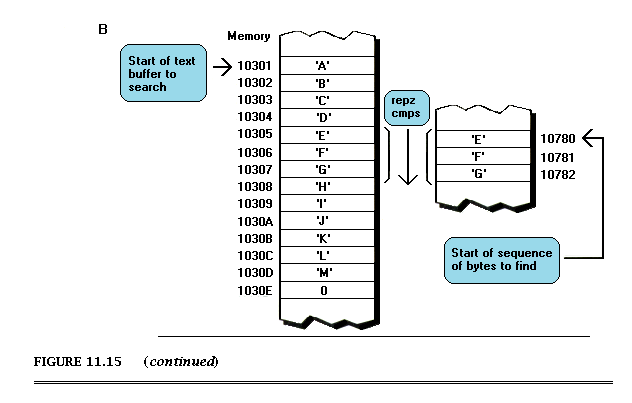 B
Memory
Start of text
buffer to
search
10301 'A'
10302 'B'
10303 'C'
10304 'D'
10305 'E'
10306 'F'
10307 'G'
10308 'H'
10309 'I'
1030A 'J'
1030B 'K'
1030C 'L'
1030D 'M'
1030E 0
repz
cmps
'E' 10780
'F' 10781
'G' 10782
Start of sequence
of bytes to find
FIGURE 11.15 (continued)